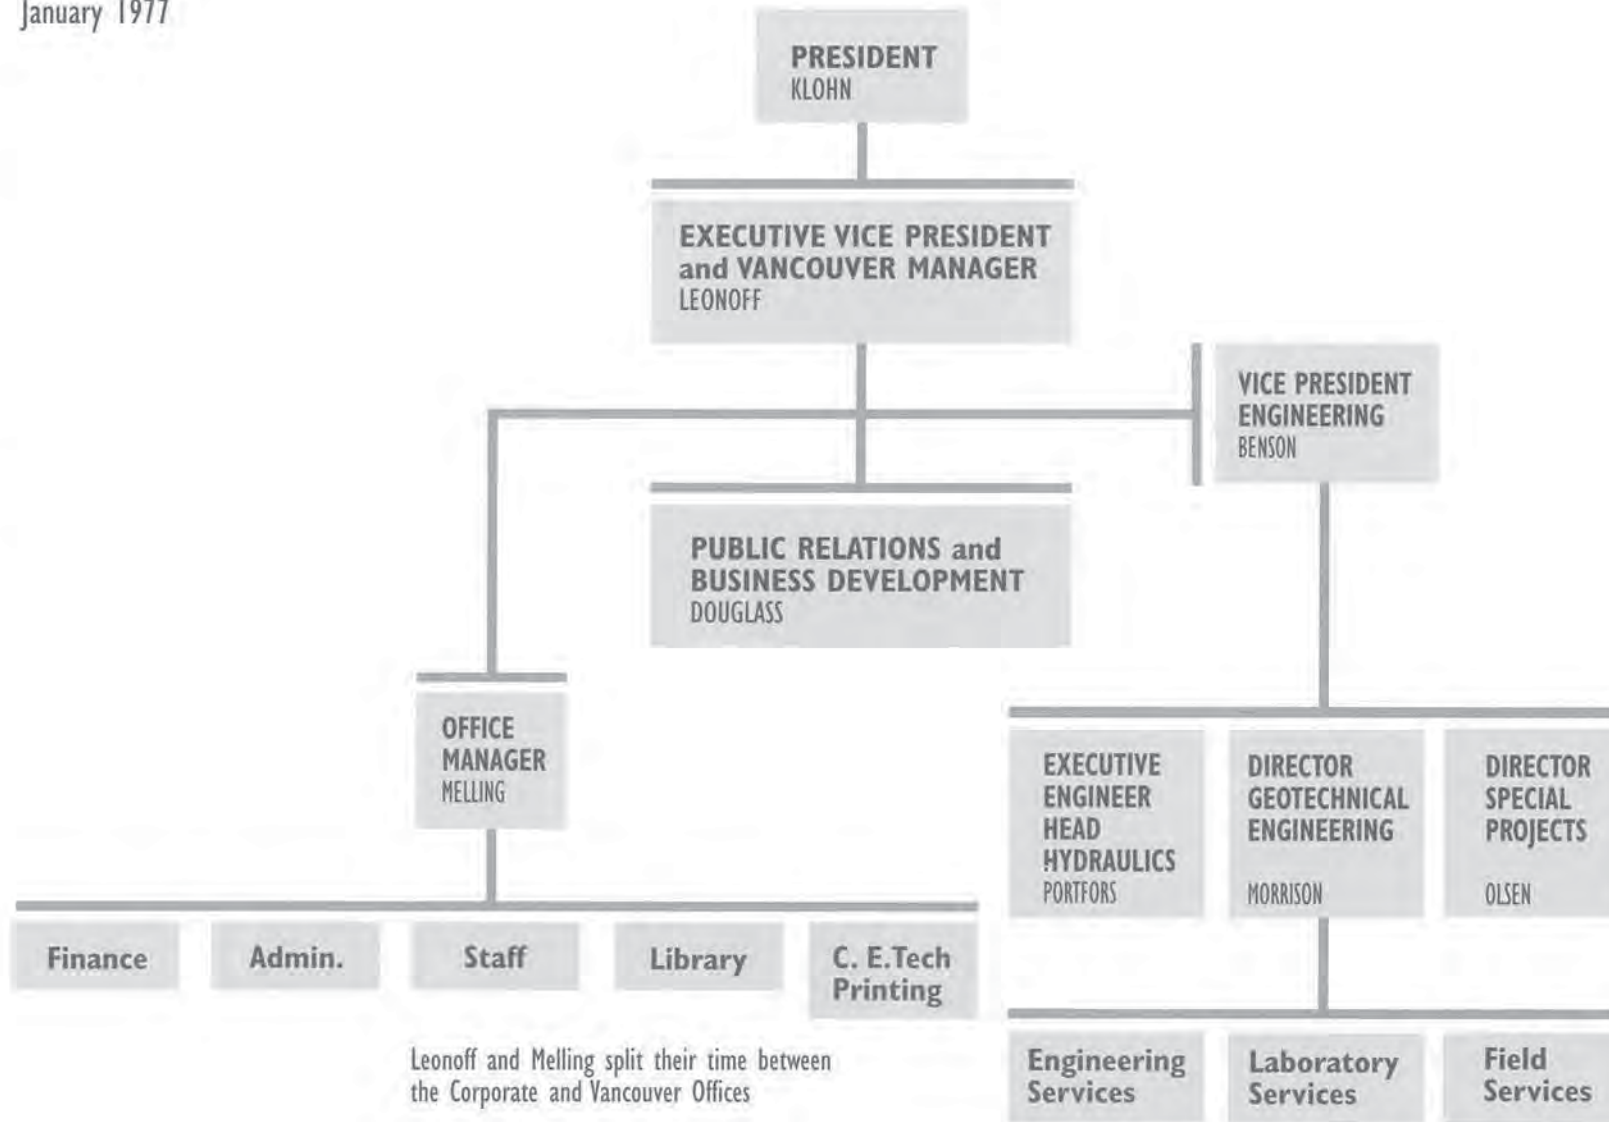 January 1977
PRESIDENT
KLOHN
EXECUTIVE VICE PRESIDENT
and VANCOUVER MANAGER
LEONOFF
VICE PRESIDENT
ENGINEERING
BENSON
PUBLIC RELATIONS and
BUSINESS DEVELOPMENT
DOUGLASS
OFFICE
MANAGER
MELLING
EXECUTIVE
ENGINEER
HEAD
HYDRAULICS
PORTFORS
DIRECTOR
GEOTECHNICAL
ENGINEERING
MORRISON
DIRECTOR
SPECIAL
PROJECTS
OLSEN
Finance
Admin.
Staff
Library
C. E.Tech
Printing
Engineering
Services
Laboratory
Services
Field
Services
Leonoff and Melling split their time between
the Corporate and Vancouver Offices